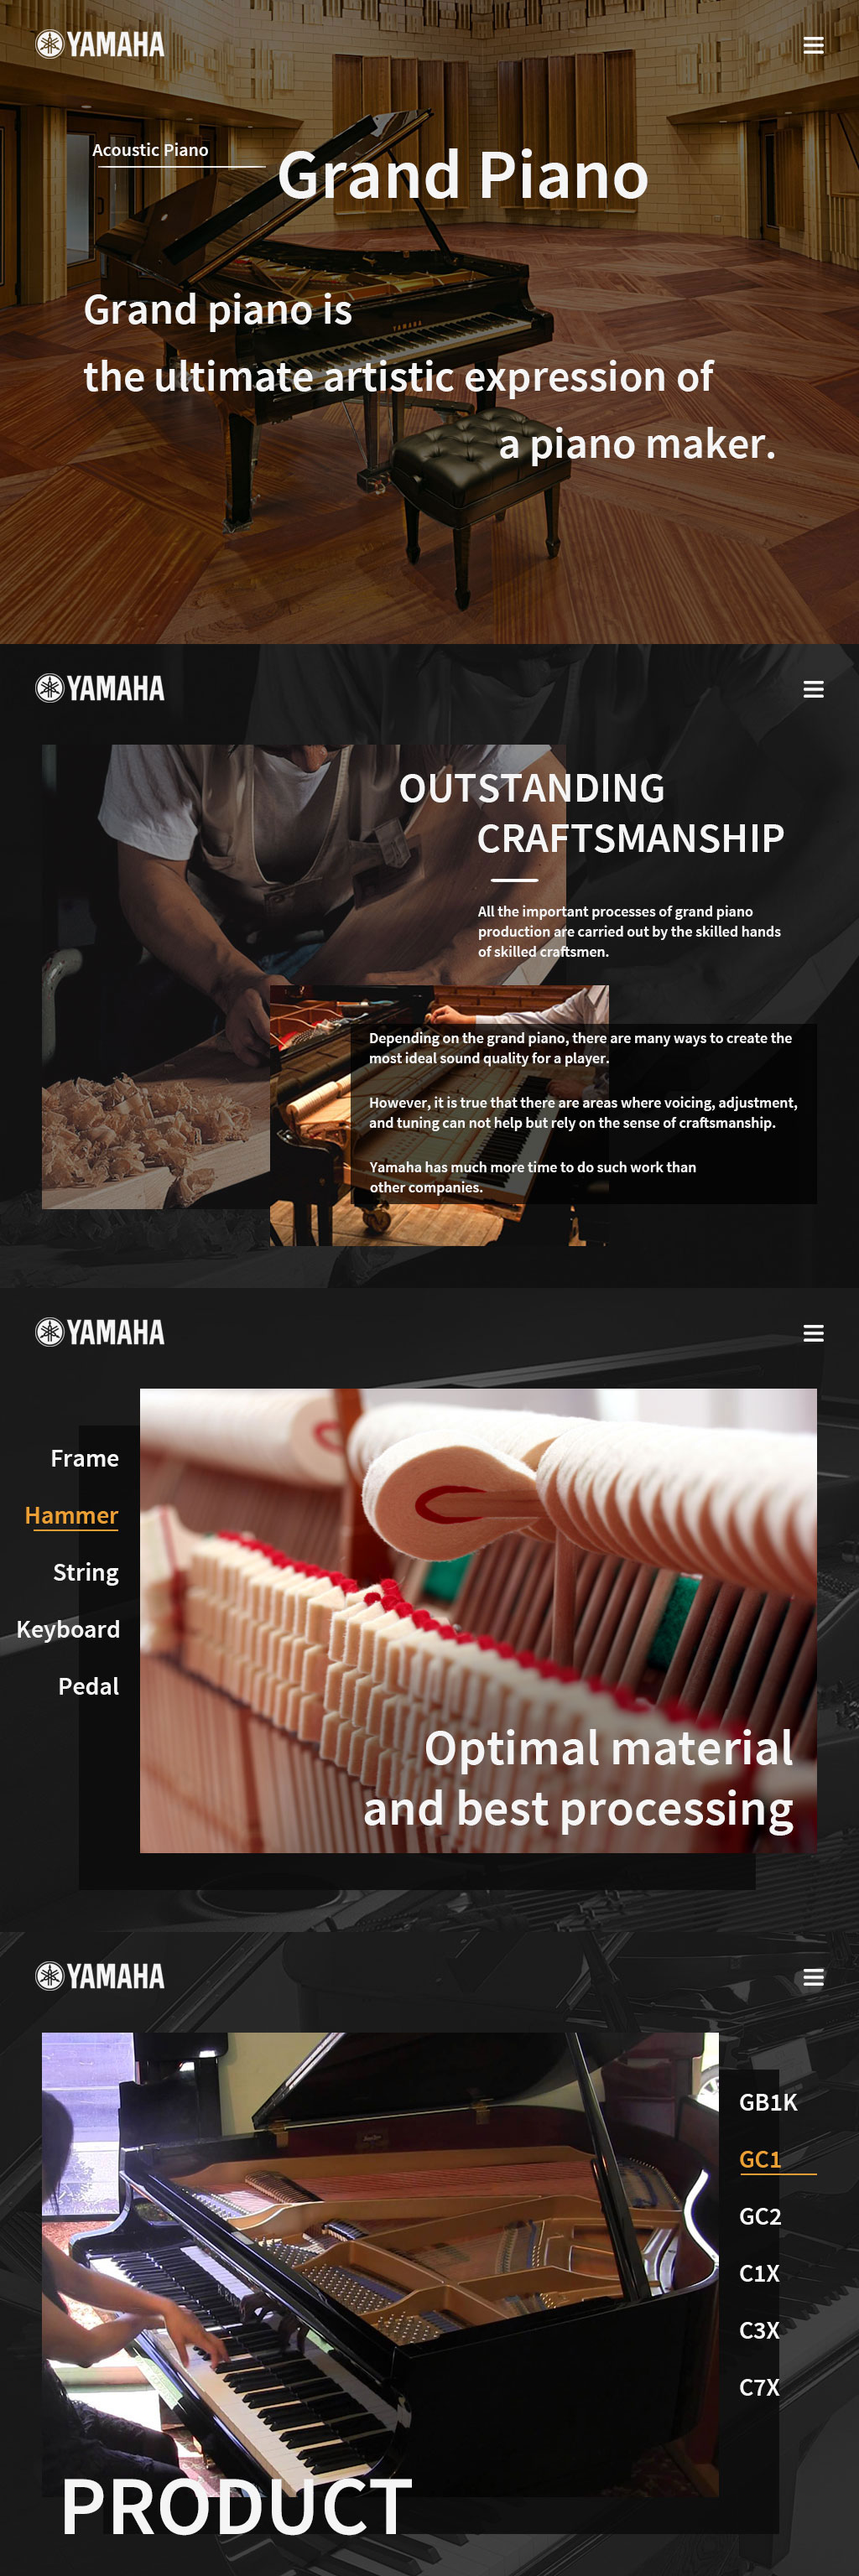 YAMAHA
Acoustic Piano
Grand Piano
Grand piano is
the ultimate artistic expression of
a piano maker.
YAMAHA
YAMAHA
OUTSTANDING
CRAFTSMANSHIP
All the important processes of grand piano
production are carried out by the skilled hands
of skilled craftsmen.
Depending on the grand piano, there are many ways to create the
most ideal sound quality for a player.
However, it is true that there are areas where voicing, adjustment,
and tuning can not help but rely on the sense of craftsmanship.
Yamaha has much more time to do such work than
other companies.
YAMAHA
Frame
Hammer
String
Keyboard
Pedal
Optimal material
and best processing
YAMAHA
GB1K
GC1
GC2
C1X
C3X
C7X
PRODUCT